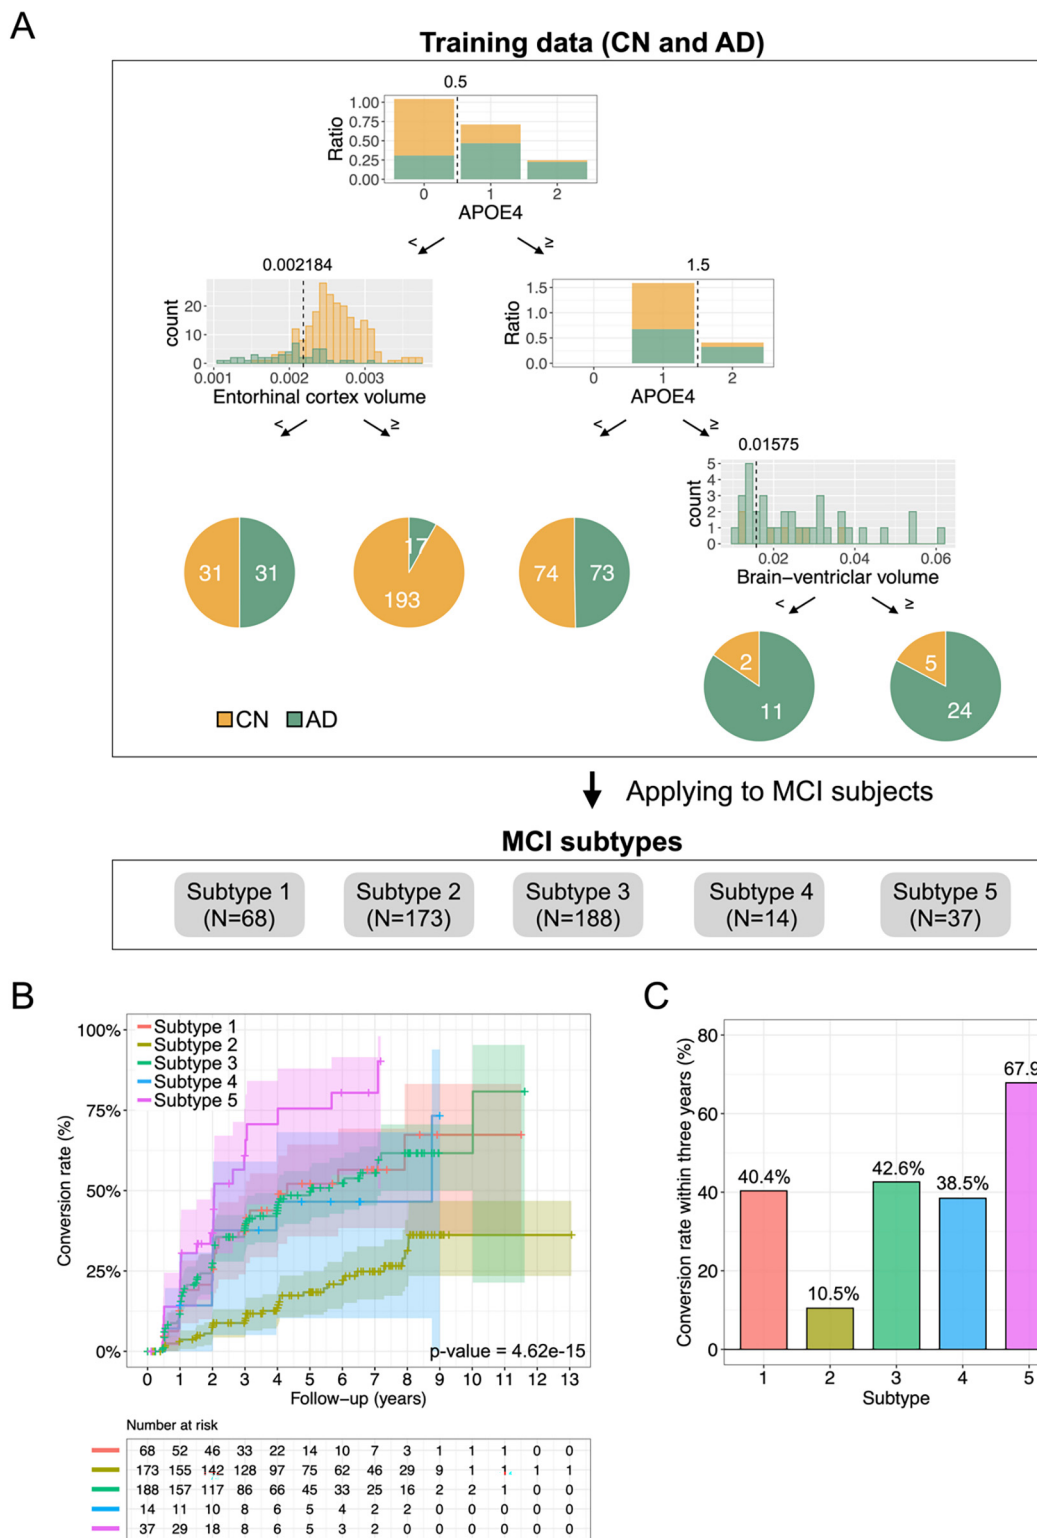 A
Training data (CN and AD)
0.5
Ratio
1.00
0.75
0.50
0.25
0.00
0 1 2
APOE4
< ≥
0.002184
count
20
10
0
0.001 0.002 0.003
Entorhinal cortex volume
< ≥
1.5
Ratio
1.5
1.0
0.5
0.0
0 1 2
APOE4
< ≥
0.01575
count
5
4
3
2
1
0
0.02 0.04 0.06
Brain-ventriclar volume
< ≥
31 31
17
193
74 73
2
11
5
24
CN AD
Applying to MCI subjects
MCI subtypes
Subtype 1
(N=68)
Subtype 2
(N=173)
Subtype 3
(N=188)
Subtype 4
(N=14)
Subtype 5
(N=37)
B
Conversion rate (%)
100%
75%
50%
25%
0%
Subtype 1
Subtype 2
Subtype 3
Subtype 4
Subtype 5
p-value = 4.62e-15
0 1 2 3 4 5 6 7 8 9 10 11 12 13
Follow-up (years)
Number at risk
68 52 46 33 22 14 10 7 3 1 1 1 0 0
173 155 142 128 97 75 62 46 29 9 1 1 1 1
188 157 117 86 66 45 33 25 16 2 2 1 0 0
14 11 10 8 6 5 4 2 2 0 0 0 0 0
37 29 18 8 6 5 3 2 0 0 0 0 0 0
C
Conversion rate within three years (%)
80
60
40
20
0
40.4%
10.5%
42.6%
38.5%
67.9
1 2 3 4 5
Subtype